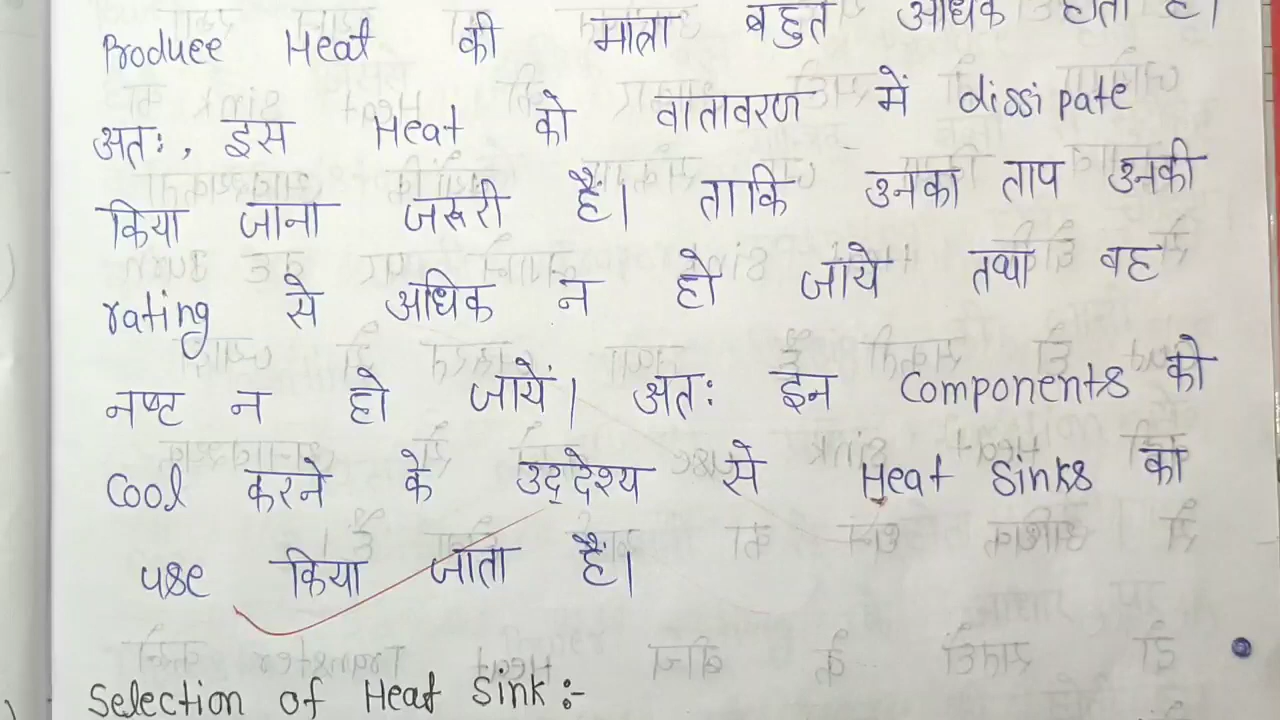 Produce Heat की मात्रा बहुत अधिक होती है।
अतः, इस Heat को वातावरण में dissipate
किया जाना जरूरी हैं। ताकि उनका ताप उनकी
rating से अधिक न हो जाये तथा वह
नष्ट न हो जायें। अतः इन Components को
Cool करने के उद्देश्य से Heat Sinks का
use किया जाता हैं।
Selection of Heat Sink :-